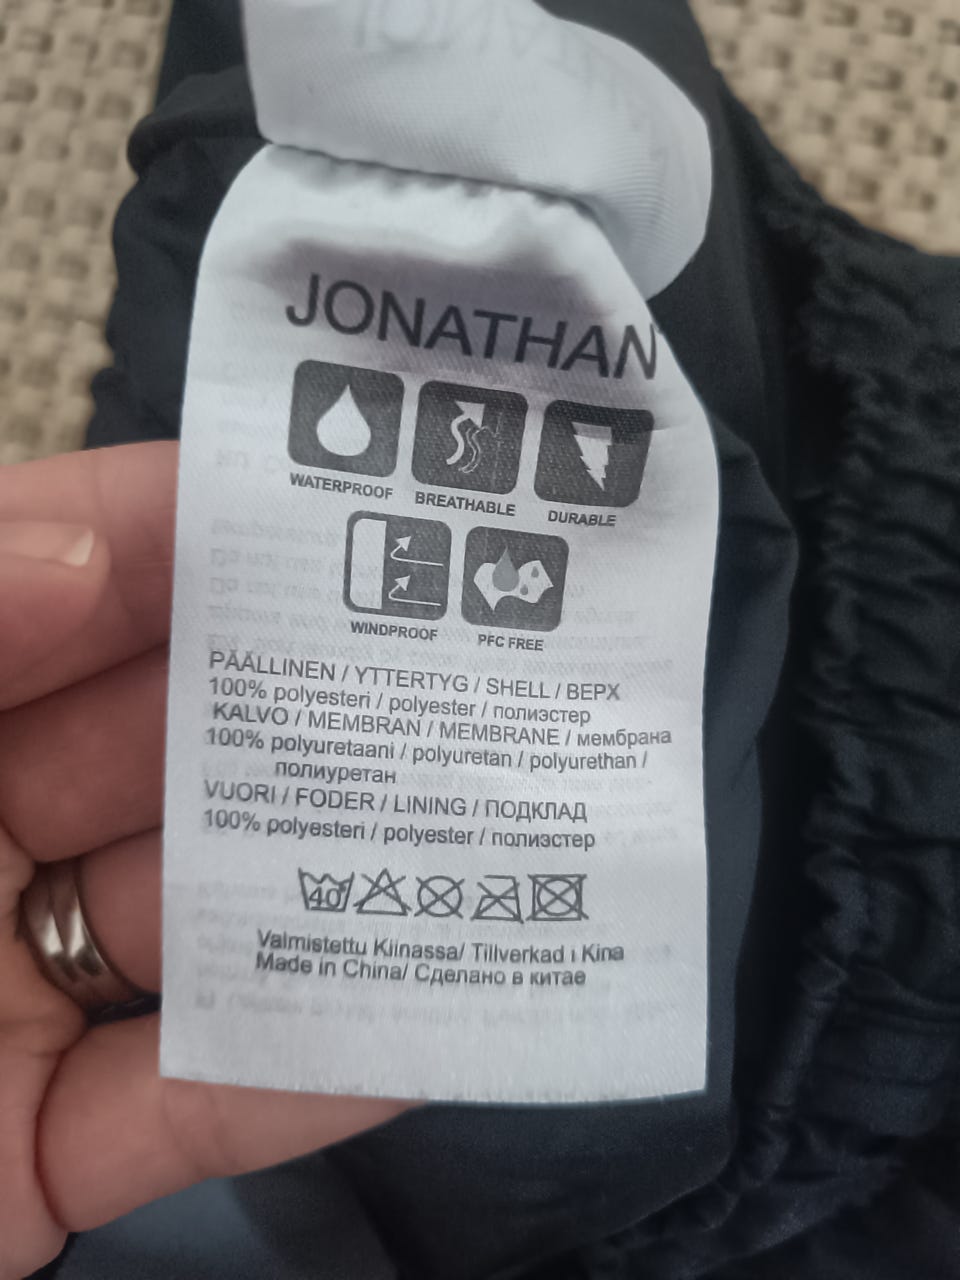 JONATHAN
WATERPROOF BREATHABLE DURABLE
WINDPROOF PFC FREE
PÄÄLLINEN / YTTERTYG / SHELL / ВЕРХ
100% polyesteri / polyester / полиэстер
KALVO / MEMBRAN / MEMBRANE / мембрана
100% polyuretaani / polyuretan / polyurethan /
полиуретан
VUORI / FODER / LINING / ПОДКЛАД
100% polyesteri / polyester / полиэстер
40
Valmistettu Kiinassa/ Tillverkad i Kina
Made in China/ Сделано в китае